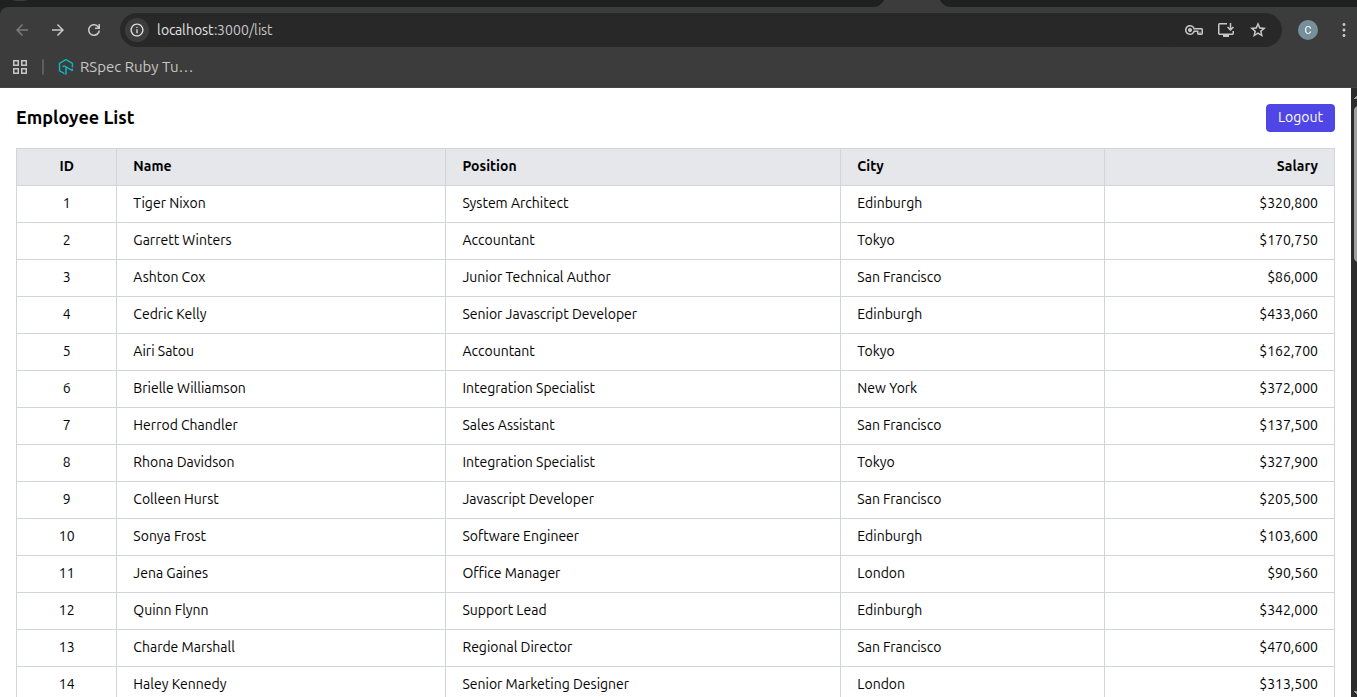 localhost:3000/list
C
RSpec Ruby Tu…
Employee List
Logout
ID Name Position City Salary
1 Tiger Nixon System Architect Edinburgh $320,800
2 Garrett Winters Accountant Tokyo $170,750
3 Ashton Cox Junior Technical Author San Francisco $86,000
4 Cedric Kelly Senior Javascript Developer Edinburgh $433,060
5 Airi Satou Accountant Tokyo $162,700
6 Brielle Williamson Integration Specialist New York $372,000
7 Herrod Chandler Sales Assistant San Francisco $137,500
8 Rhona Davidson Integration Specialist Tokyo $327,900
9 Colleen Hurst Javascript Developer San Francisco $205,500
10 Sonya Frost Software Engineer Edinburgh $103,600
11 Jena Gaines Office Manager London $90,560
12 Quinn Flynn Support Lead Edinburgh $342,000
13 Charde Marshall Regional Director San Francisco $470,600
14 Haley Kennedy Senior Marketing Designer London $313,500